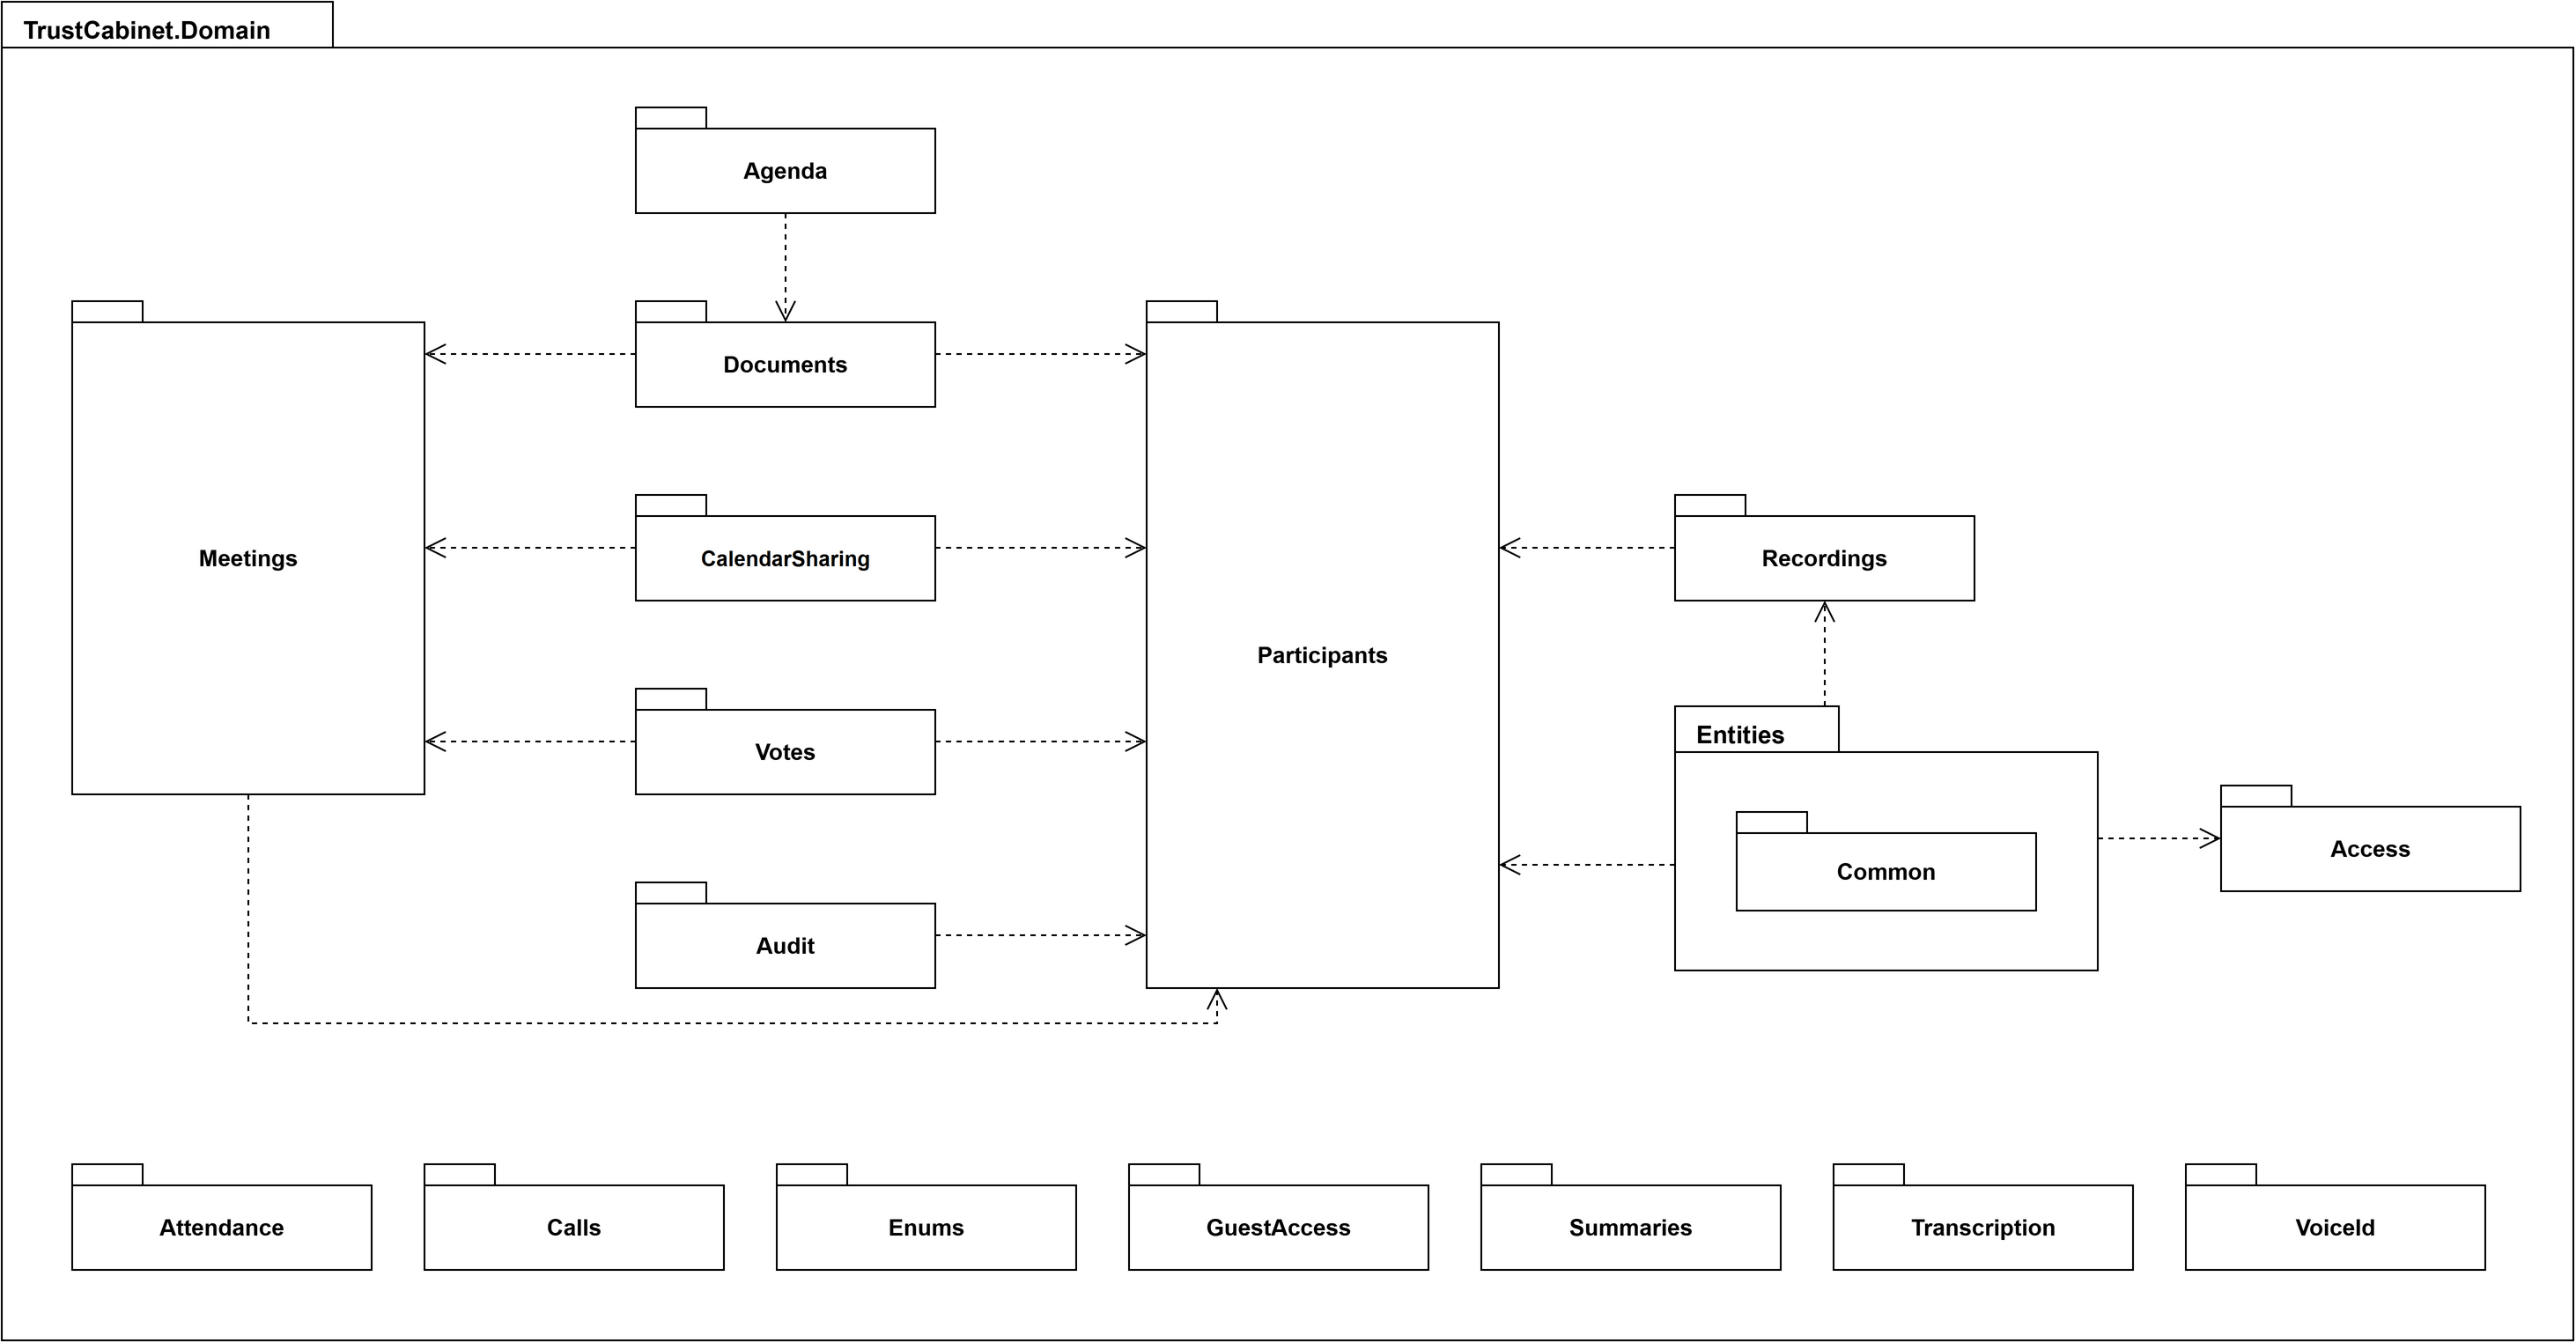 TrustCabinet.Domain
Agenda
Documents
Meetings
CalendarSharing
Recordings
Participants
Votes
Entities
Access
Common
Audit
Attendance
Calls
Enums
GuestAccess
Summaries
Transcription
VoiceId